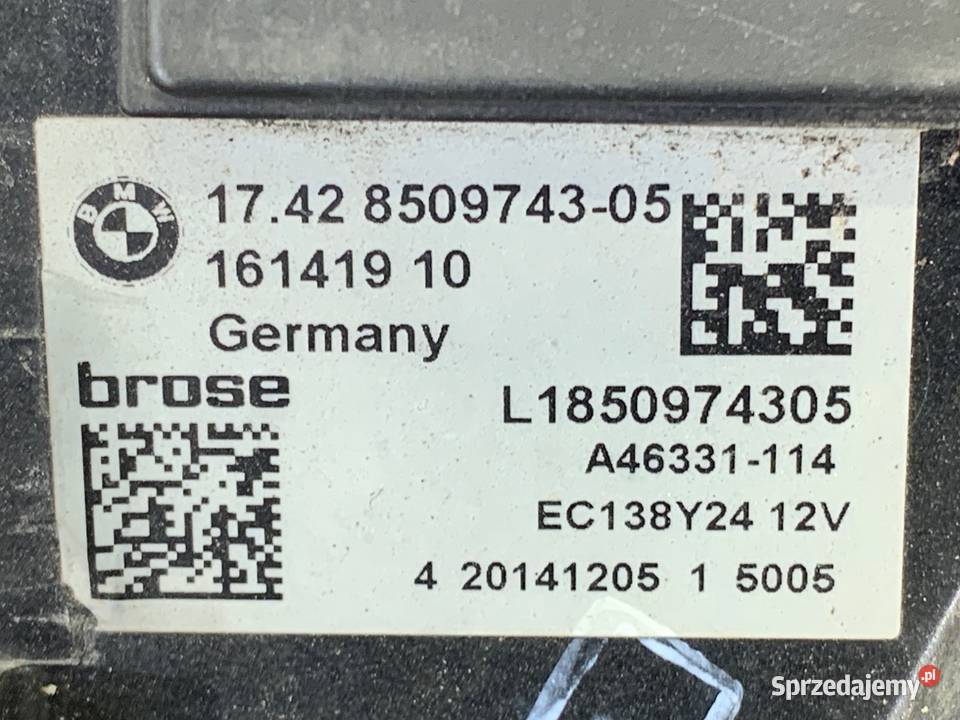 BMW
17.42 8509743-05
161419 10
Germany
brose
L1850974305
A46331-114
EC138Y24 12V
4 20141205 1 5005
Sprzedajemy.pl